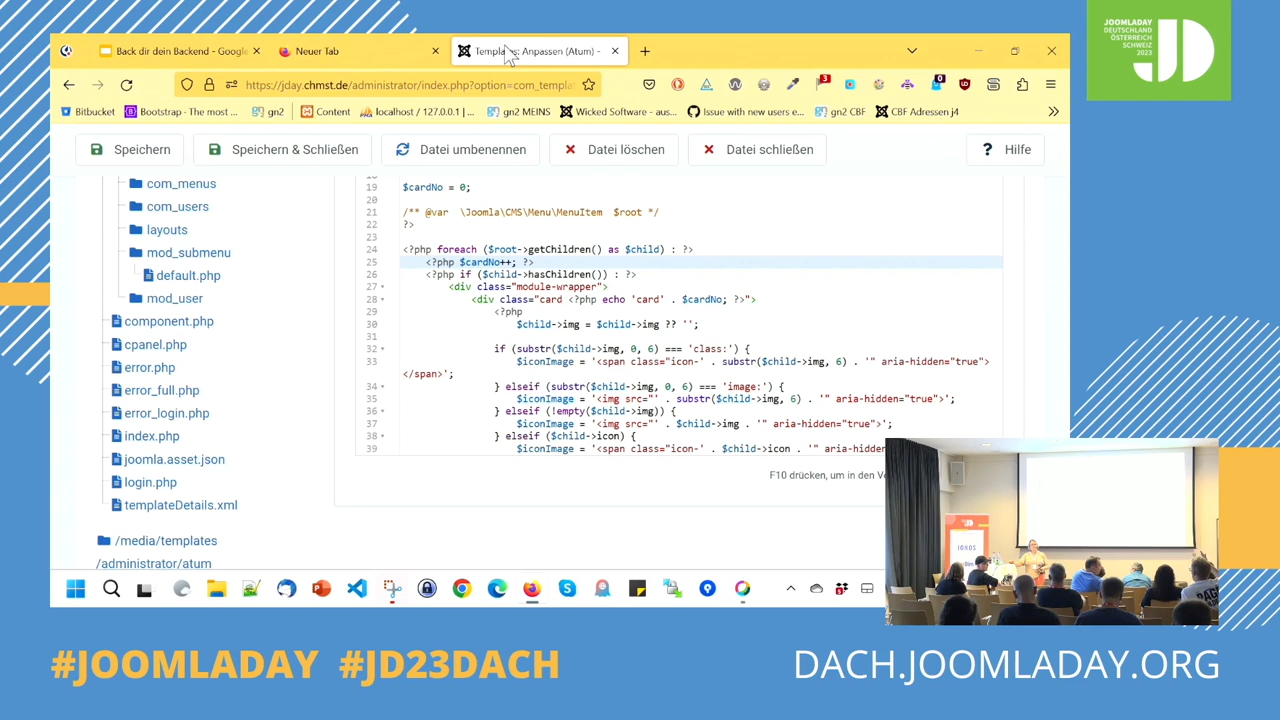 JOOMLADAY
DEUTSCHLAND
ÖSTERREICH
SCHWEIZ
2023
JD
Back dir dein Backend - Google
Neuer Tab
Templates: Anpassen (Atum) -
https://jday.chmst.de/administrator/index.php?option=com_templa
3
0
Bitbucket
Bootstrap - The most ...
gn2
Content
localhost / 127.0.0.1 | ...
gn2 MEINS
Wicked Software - aus...
Issue with new users e...
gn2 CBF
CBF Adressen j4
Speichern
Speichern & Schließen
Datei umbenennen
Datei löschen
Datei schließen
? Hilfe
com_menus
com_users
layouts
mod_submenu
default.php
mod_user
component.php
cpanel.php
error.php
error_full.php
error_login.php
index.php
joomla.asset.json
login.php
templateDetails.xml
/media/templates
/administrator/atum
18
19 $cardNo = 0;
20
21 /** @var \Joomla\CMS\Menu\MenuItem $root */
22 ?>
23
24 <?php foreach ($root->getChildren() as $child) : ?>
25 <?php $cardNo++; ?>
26 <?php if ($child->hasChildren()) : ?>
27 <div class="module-wrapper">
28 <div class="card <?php echo 'card' . $cardNo; ?>">
29 <?php
30 $child->img = $child->img ?? '';
31
32 if (substr($child->img, 0, 6) === 'class:') {
33 $iconImage = '<span class="icon-' . substr($child->img, 6) . '" aria-hidden="true">
</span>';
34 } elseif (substr($child->img, 0, 6) === 'image:') {
35 $iconImage = '<img src="' . substr($child->img, 6) . '" aria-hidden="true">';
36 } elseif (!empty($child->img)) {
37 $iconImage = '<img src="' . $child->img . '" aria-hidden="true">';
38 } elseif ($child->icon) {
39 $iconImage = '<span class="icon-' . $child->icon . '" aria-hidden
F10 drücken, um in den
IONOS
#JOOMLADAY #JD23DACH
DACH.JOOMLADAY.ORG